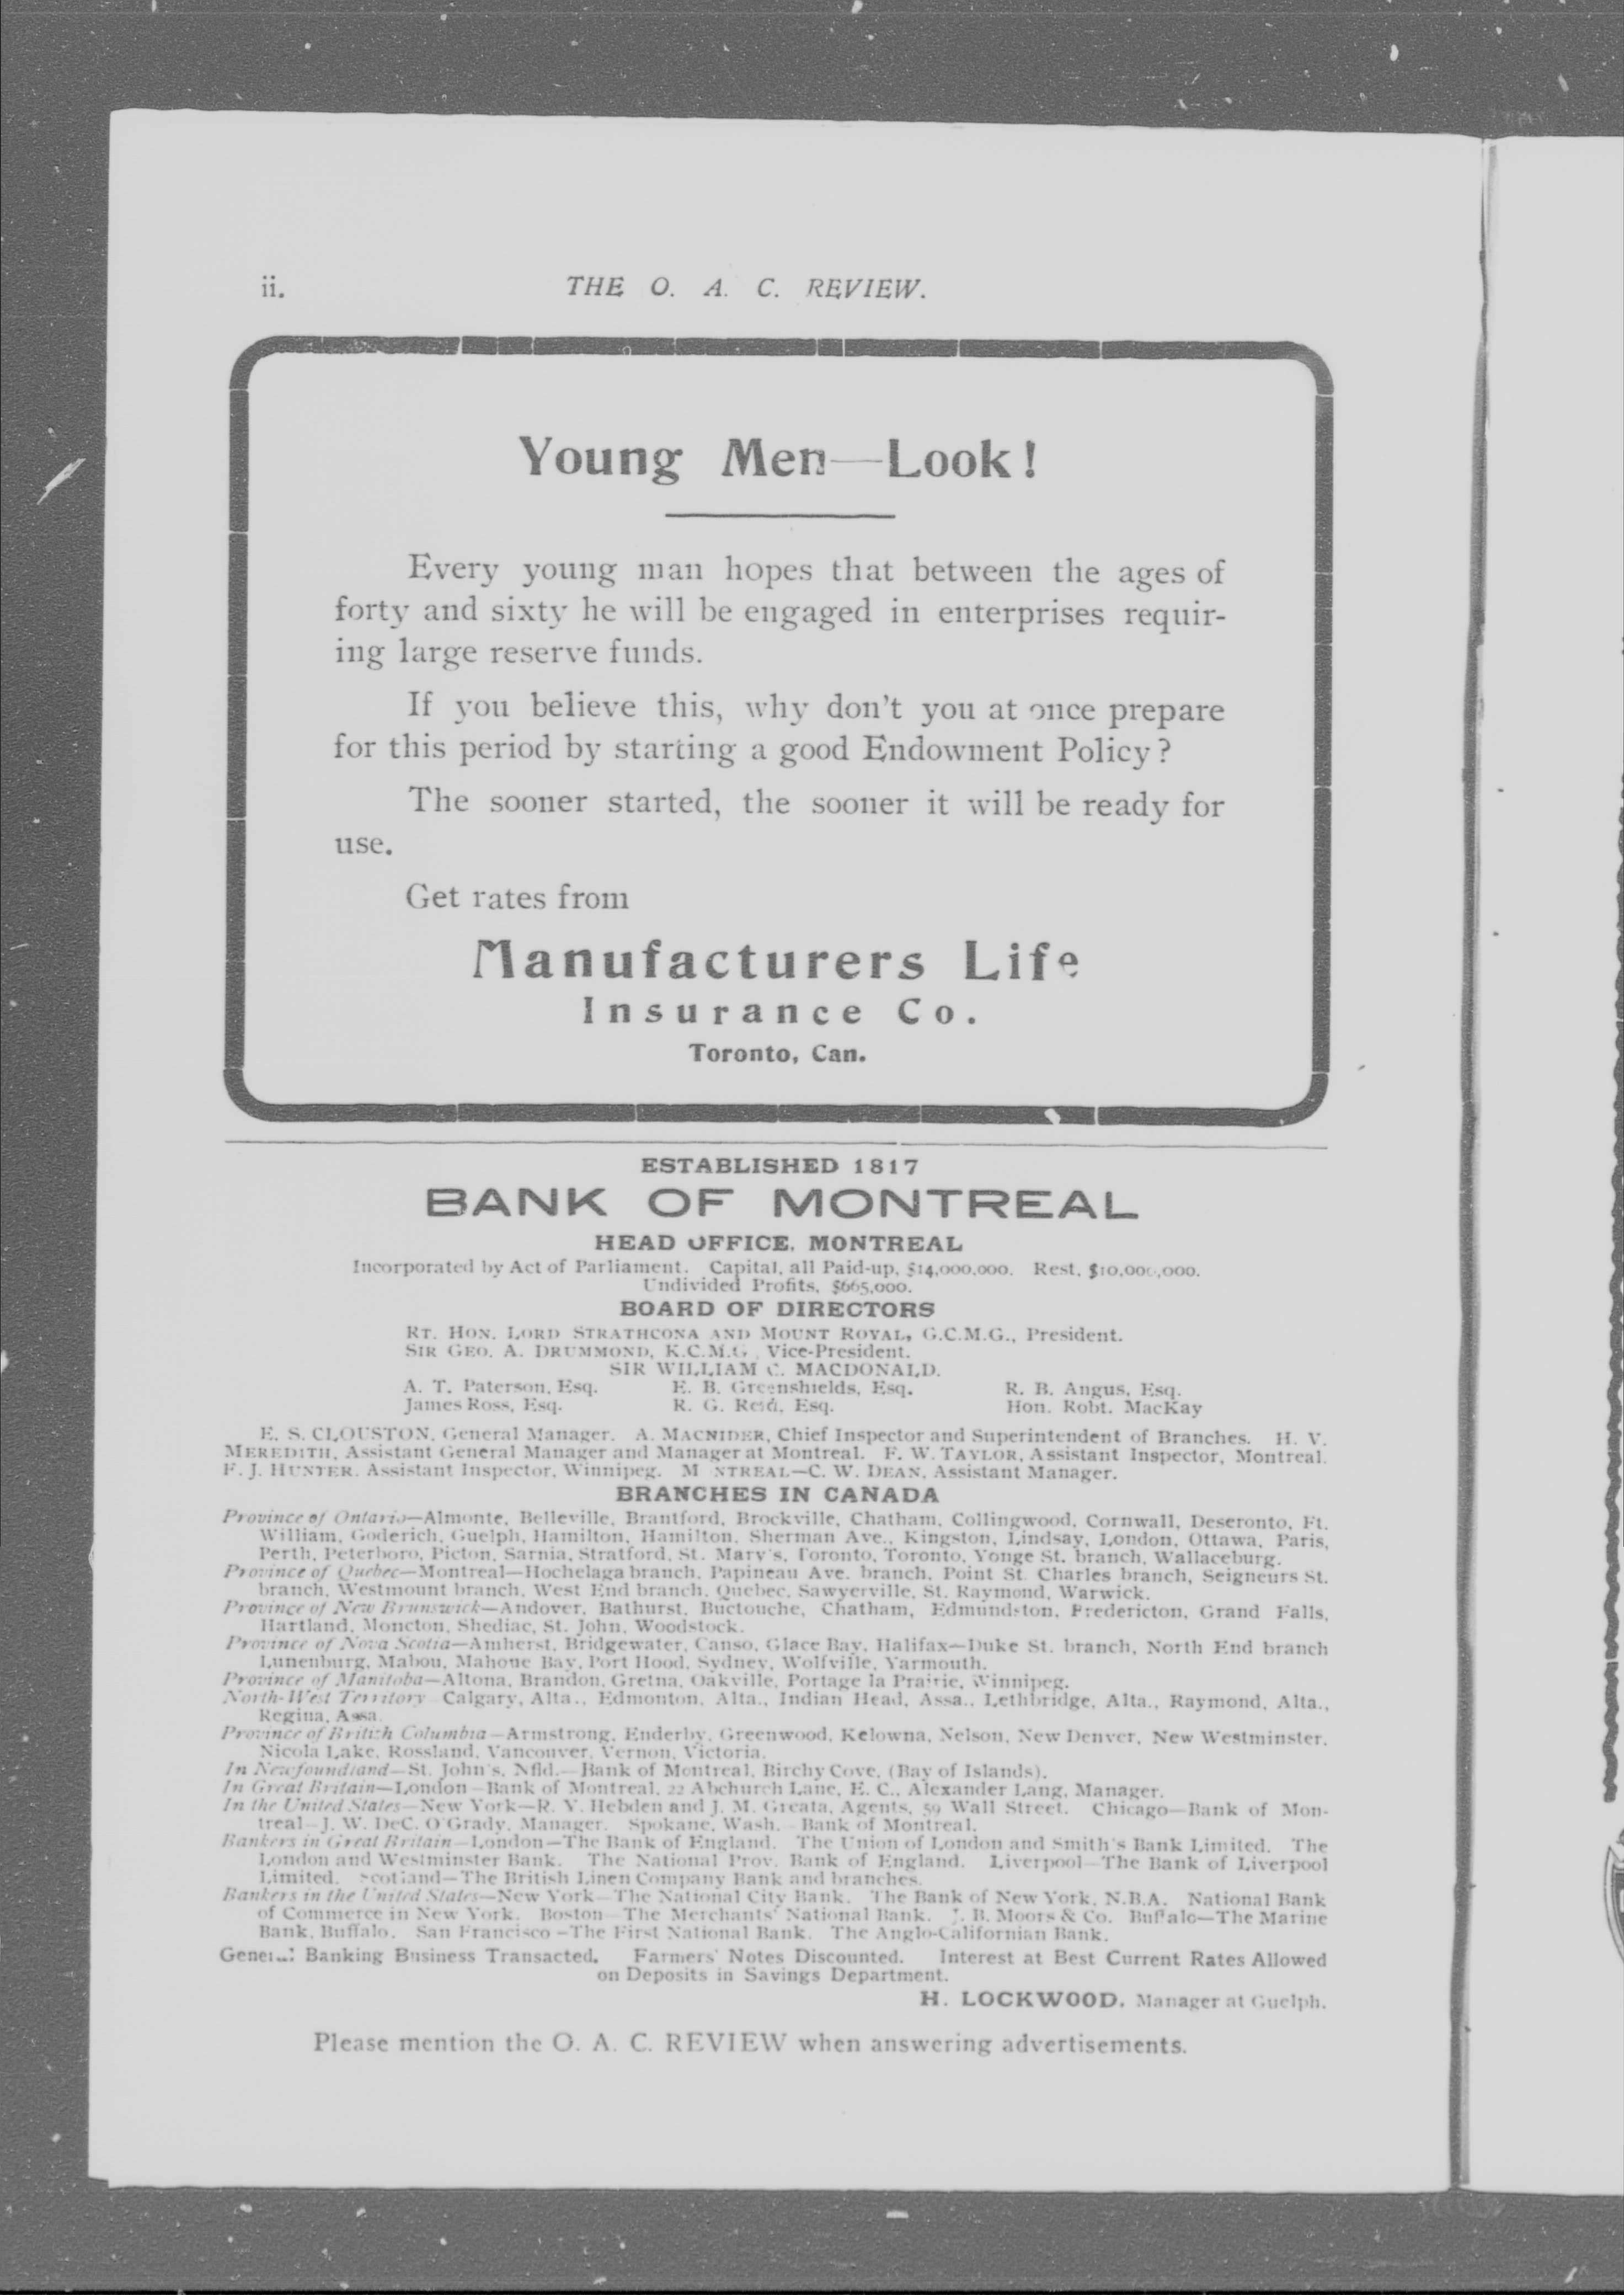 ii.
THE O. A. C. REVIEW.
Young Men—Look!
Every young man hopes that between the ages of
forty and sixty he will be engaged in enterprises requir-
ing large reserve funds.
If you believe this, why don't you at once prepare
for this period by starting a good Endowment Policy?
The sooner started, the sooner it will be ready for
use.
Get rates from
Manufacturers Life
Insurance Co.
Toronto, Can.
ESTABLISHED 1817
BANK OF MONTREAL
HEAD OFFICE, MONTREAL
Incorporated by Act of Parliament. Capital, all Paid-up, $14,000,000. Rest, $10,000,000.
Undivided Profits, $665,000.
BOARD OF DIRECTORS
RT. HON. LORD STRATHCONA AND MOUNT ROYAL, G.C.M.G., President.
SIR GEO. A. DRUMMOND, K.C.M.G., Vice-President.
SIR WILLIAM C. MACDONALD.
A. T. Paterson, Esq. E. B. Greenshields, Esq. R. B. Angus, Esq.
James Ross, Esq. R. G. Reid, Esq. Hon. Robt. MacKay
E. S. CLOUSTON, General Manager. A. MACNIDER, Chief Inspector and Superintendent of Branches. H. V.
MEREDITH, Assistant General Manager and Manager at Montreal. F. W. TAYLOR, Assistant Inspector, Montreal.
F. J. HUNTER, Assistant Inspector, Winnipeg. M NTREAL—C. W. DEAN, Assistant Manager.
BRANCHES IN CANADA
Province of Ontario—Almonte, Belleville, Brantford, Brockville, Chatham, Collingwood, Cornwall, Deseronto, Ft.
William, Goderich, Guelph, Hamilton, Hamilton, Sherman Ave., Kingston, Lindsay, London, Ottawa, Paris,
Perth, Peterboro, Picton, Sarnia, Stratford, St. Mary's, Toronto, Toronto, Yonge St. branch, Wallaceburg.
Province of Quebec—Montreal—Hochelaga branch, Papineau Ave. branch, Point St. Charles branch, Seigneurs St.
branch, Westmount branch, West End branch, Quebec, Sawyerville, St. Raymond, Warwick.
Province of New Brunswick—Andover, Bathurst, Buctouche, Chatham, Edmundston, Fredericton, Grand Falls,
Hartland, Moncton, Shediac, St. John, Woodstock.
Province of Nova Scotia—Amherst, Bridgewater, Canso, Glace Bay, Halifax—Duke St. branch, North End branch
Lunenburg, Mabou, Mahone Bay, Port Hood, Sydney, Wolfville, Yarmouth.
Province of Manitoba—Altona, Brandon, Gretna, Oakville, Portage la Prairie, Winnipeg.
North-West Territory—Calgary, Alta., Edmonton, Alta., Indian Head, Assa., Lethbridge, Alta., Raymond, Alta.,
Regina, Assa.
Province of British Columbia—Armstrong, Enderby, Greenwood, Kelowna, Nelson, New Denver, New Westminster,
Nicola Lake, Rossland, Vancouver, Vernon, Victoria.
In Newfoundland—St. John's, Nfld.—Bank of Montreal, Birchy Cove, (Bay of Islands).
In Great Britain—London—Bank of Montreal, 22 Abchurch Lane, E. C., Alexander Lang, Manager.
In the United States—New York—R. Y. Hebden and J. M. Greata, Agents, 59 Wall Street. Chicago—Bank of Mon-
treal—J. W. DeC. O'Grady, Manager. Spokane, Wash.—Bank of Montreal.
Bankers in Great Britain—London—The Bank of England. The Union of London and Smith's Bank Limited. The
London and Westminster Bank. The National Prov. Bank of England. Liverpool—The Bank of Liverpool
Limited. Scotland—The British Linen Company Bank and branches.
Bankers in the United States—New York—The National City Bank. The Bank of New York, N.B.A. National Bank
of Commerce in New York. Boston—The Merchants' National Bank. J. B. Moors & Co. Buffalo—The Marine
Bank, Buffalo. San Francisco—The First National Bank. The Anglo-Californian Bank.
General Banking Business Transacted. Farmers' Notes Discounted. Interest at Best Current Rates Allowed
on Deposits in Savings Department.
H. LOCKWOOD, Manager at Guelph.
Please mention the O. A. C. REVIEW when answering advertisements.